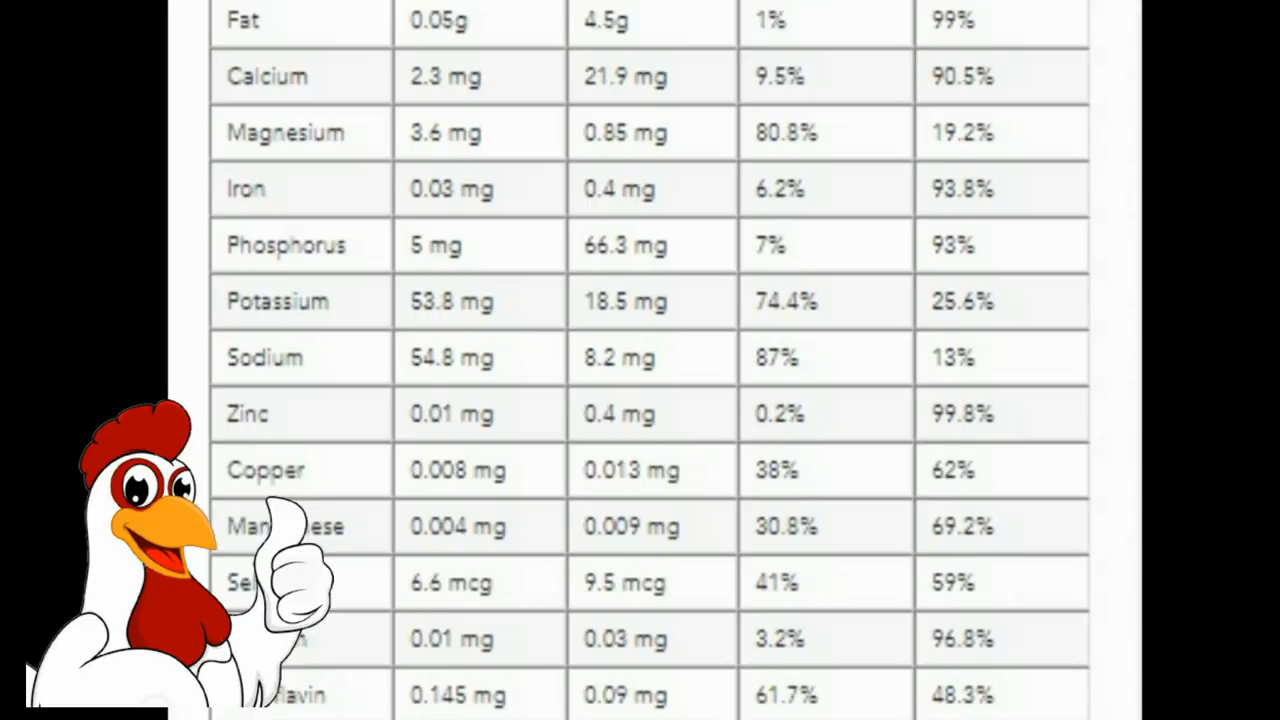 Fat 0.05g 4.5g 1% 99%
Calcium 2.3 mg 21.9 mg 9.5% 90.5%
Magnesium 3.6 mg 0.85 mg 80.8% 19.2%
Iron 0.03 mg 0.4 mg 6.2% 93.8%
Phosphorus 5 mg 66.3 mg 7% 93%
Potassium 53.8 mg 18.5 mg 74.4% 25.6%
Sodium 54.8 mg 8.2 mg 87% 13%
Zinc 0.01 mg 0.4 mg 0.2% 99.8%
Copper 0.008 mg 0.013 mg 38% 62%
0.004 mg 0.009 mg 30.8% 69.2%
6.6 mcg 9.5 mcg 41% 59%
0.01 mg 0.03 mg 3.2% 96.8%
0.145 mg 0.09 mg 61.7% 48.3%